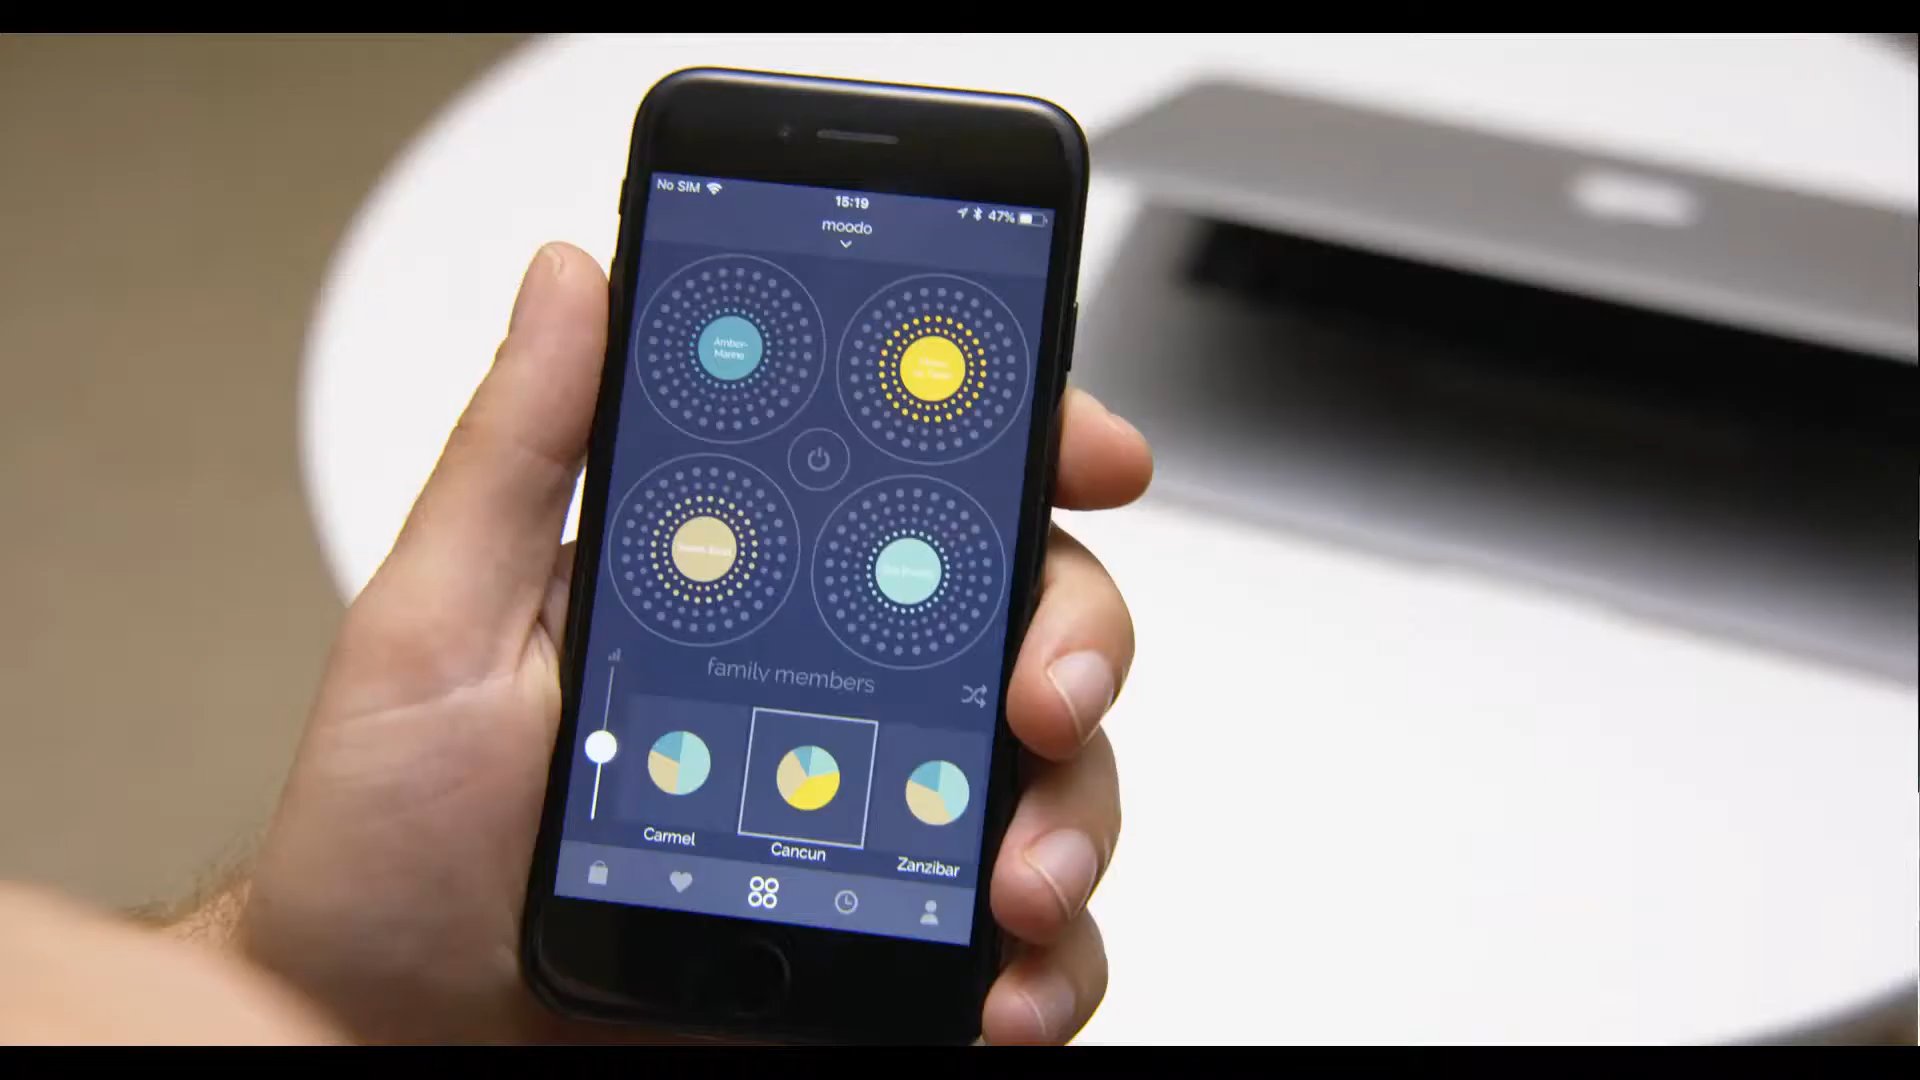 No SIM
15:19
47%
moodo
Amber-
Marine
family members
Carmel
Cancun
Zanzibar